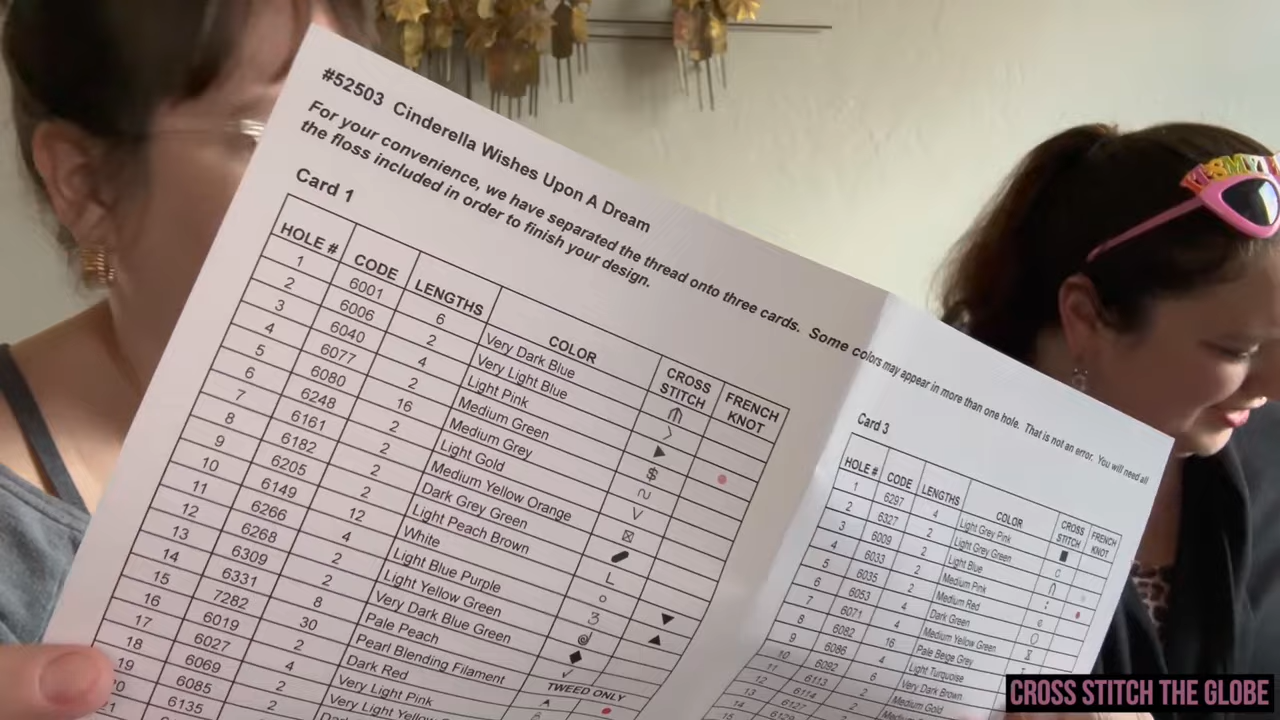 #52503 Cinderella Wishes Upon A Dream
For your convenience, we have separated the thread onto three cards. Some colors may appear in more than one hole. That is not an error. You will need all
the floss included in order to finish your design.
Card 1
HOLE # CODE LENGTHS COLOR CROSS STITCH FRENCH KNOT
1 6001 6 Very Dark Blue
2 6006 2 Very Light Blue
3 6040 4 Light Pink
4 6077 2 Medium Green $
5 6080 16 Medium Grey
6 6248 2 Light Gold V
7 6161 2 Medium Yellow Orange
8 6182 2 Dark Grey Green
9 6205 2 Light Peach Brown L
10 6149 12 White
11 6266 4 Light Blue Purple
12 6268 2 Light Yellow Green
13 6309 2 Very Dark Blue Green
14 6331 8 Pale Peach
15 7282 30 Pearl Blending Filament TWEED ONLY
16 6019 2 Dark Red
17 6027 4 Very Light Pink
18 6069 2 Very Light
19 6085
20 6135
21
Card 3
HOLE # CODE LENGTHS COLOR CROSS STITCH FRENCH KNOT
1 6297 4 Light Grey Pink
2 6327 2 Light Grey Green
3 6009 2 Light Blue
4 6033 2 Medium Pink
5 6035 2 Medium Red
6 6053 4 Dark Green
7 6071 4 Medium Yellow Green
8 6082 16 Pale Beige Grey
9 6086 4 Light Turquoise
10 6092 6 Very Dark Brown
11 6113 2 Medium Gold
12 6114 2
13
CROSS STITCH THE GLOBE